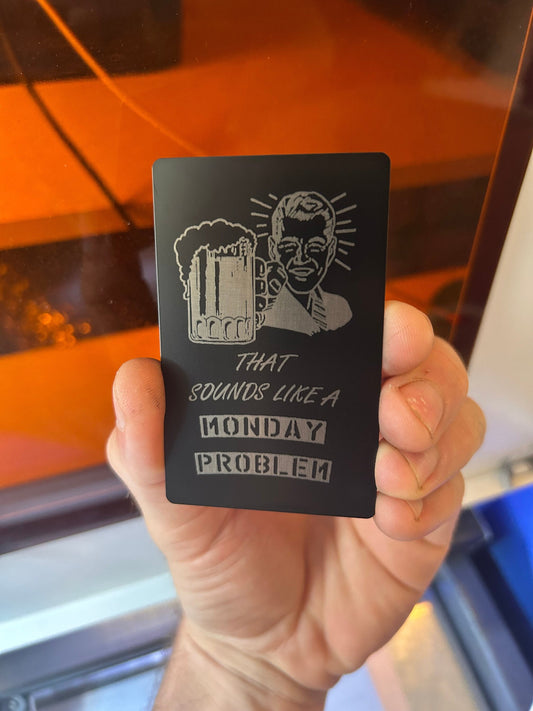 THAT
SOUNDS LIKE A
MONDAY
PROBLEM